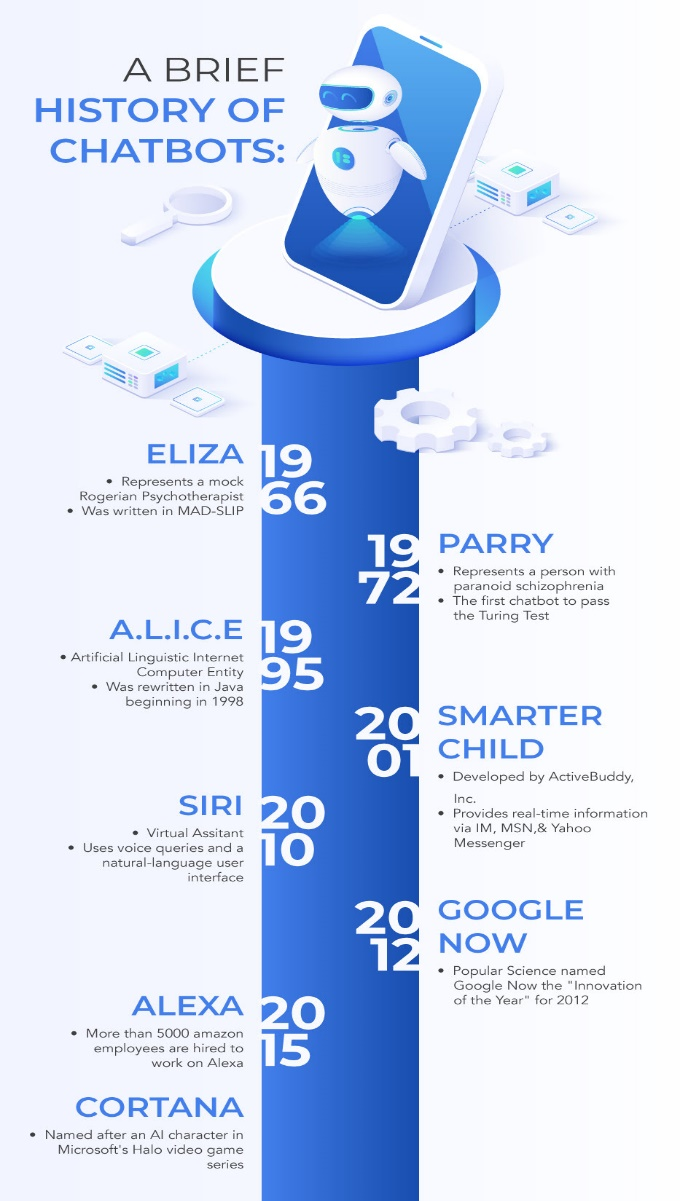 A BRIEF
HISTORY OF
CHATBOTS:
ELIZA
• Represents a mock
Rogerian Psychotherapist
• Was written in MAD-SLIP
19
66
19
72
PARRY
• Represents a person with
paranoid schizophrenia
• The first chatbot to pass
the Turing Test
A.L.I.C.E
• Artificial Linguistic Internet
Computer Entity
• Was rewritten in Java
beginning in 1998
19
95
20
01
SMARTER
CHILD
• Developed by ActiveBuddy,
Inc.
• Provides real-time information
via IM, MSN,& Yahoo
Messenger
SIRI
• Virtual Assitant
• Uses voice queries and a
natural-language user
interface
20
10
20
12
GOOGLE
NOW
• Popular Science named
Google Now the "Innovation
of the Year" for 2012
ALEXA
• More than 5000 amazon
employees are hired to
work on Alexa
20
15
CORTANA
• Named after an AI character in
Microsoft's Halo video game
series